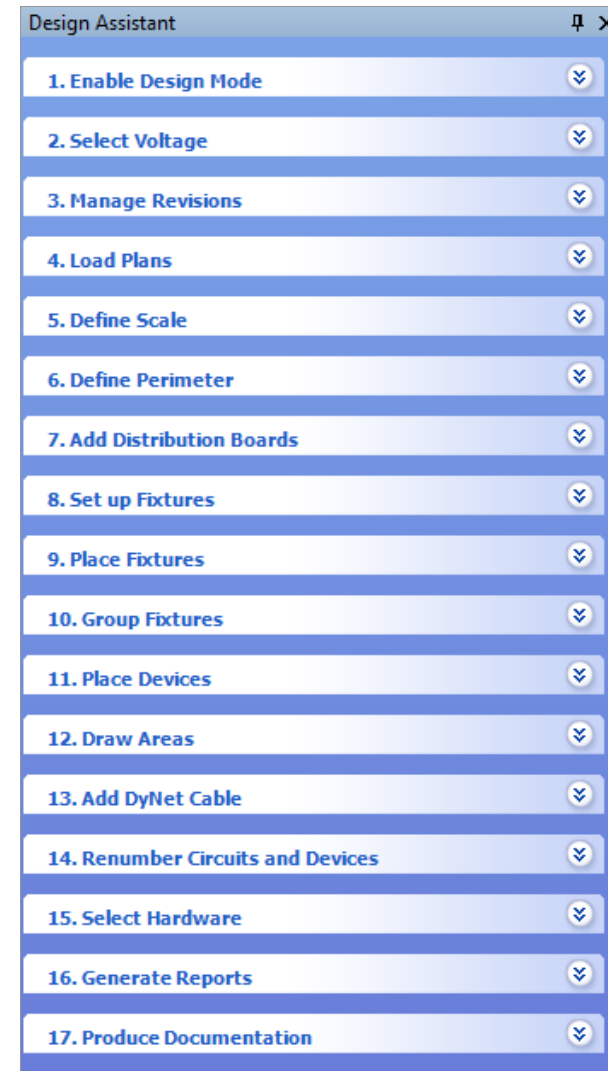 Design Assistant
1. Enable Design Mode
2. Select Voltage
3. Manage Revisions
4. Load Plans
5. Define Scale
6. Define Perimeter
7. Add Distribution Boards
8. Set up Fixtures
9. Place Fixtures
10. Group Fixtures
11. Place Devices
12. Draw Areas
13. Add DyNet Cable
14. Renumber Circuits and Devices
15. Select Hardware
16. Generate Reports
17. Produce Documentation